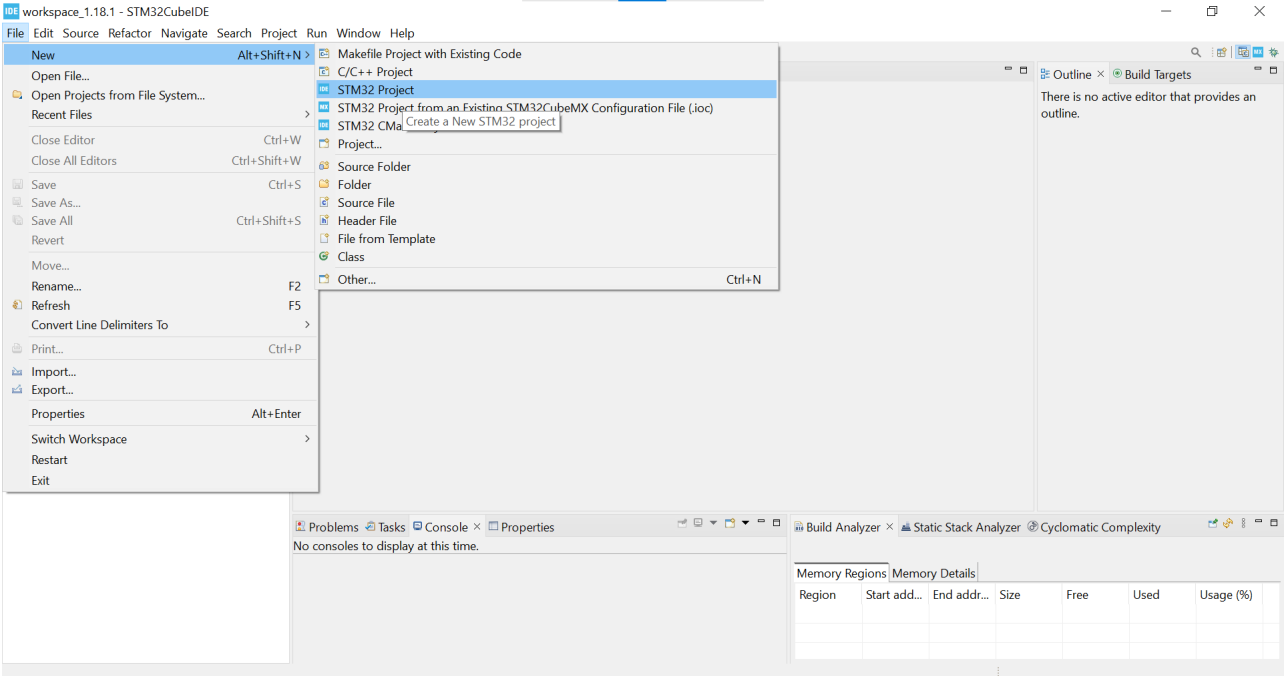 IDE workspace_1.18.1 - STM32CubeIDE
File Edit Source Refactor Navigate Search Project Run Window Help
New Alt+Shift+N >
Open File...
Open Projects from File System...
Recent Files >
Close Editor Ctrl+W
Close All Editors Ctrl+Shift+W
Save Ctrl+S
Save As...
Save All Ctrl+Shift+S
Revert
Move...
Rename... F2
Refresh F5
Convert Line Delimiters To >
Print... Ctrl+P
Import...
Export...
Properties Alt+Enter
Switch Workspace >
Restart
Exit
Makefile Project with Existing Code
C/C++ Project
IDE STM32 Project
MX STM32 Project from an Existing STM32CubeMX Configuration File (.ioc)
IDE STM32 CMa
Create a New STM32 project
Project...
Source Folder
Folder
Source File
Header File
File from Template
Class
Other... Ctrl+N
MX
Outline Build Targets
There is no active editor that provides an
outline.
Problems Tasks Console Properties
No consoles to display at this time.
Build Analyzer Static Stack Analyzer Cyclomatic Complexity
Memory Regions Memory Details
Region Start add... End addr... Size Free Used Usage (%)